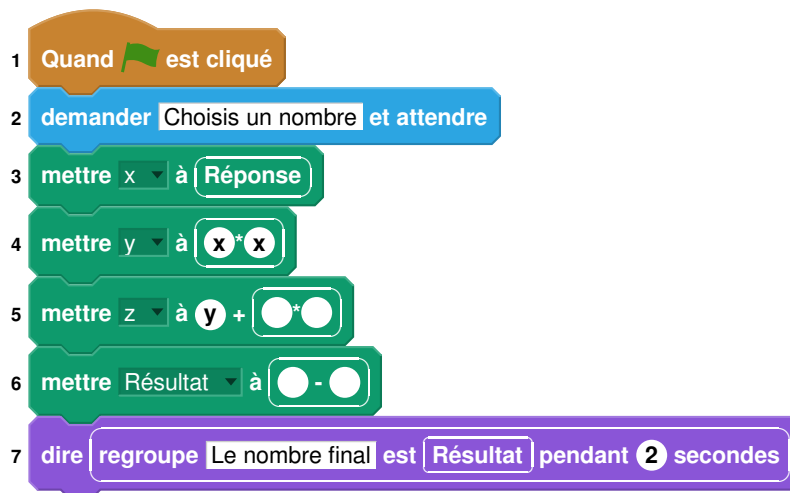 1 Quand est cliqué
2 demander Choisis un nombre et attendre
3 mettre x à Réponse
4 mettre y à x * x
5 mettre z à y + *
6 mettre Résultat à -
7 dire regroupe Le nombre final est Résultat pendant 2 secondes